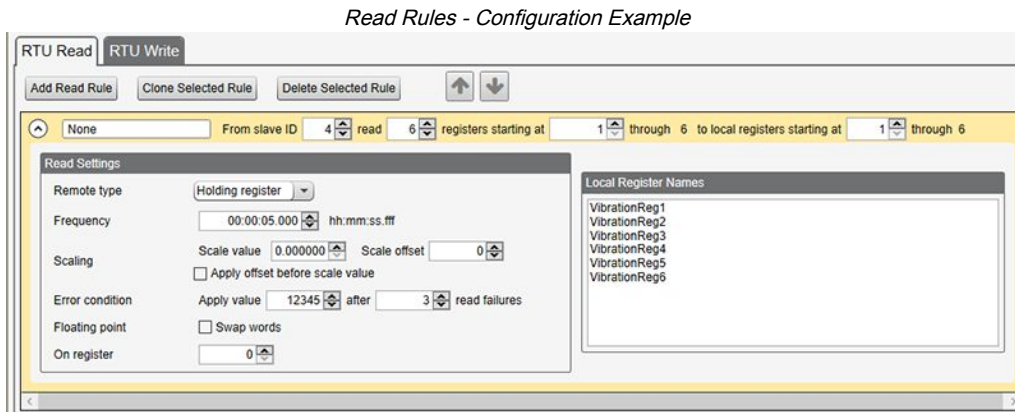 Read Rules - Configuration Example
RTU Read RTU Write
Add Read Rule Clone Selected Rule Delete Selected Rule
None From slave ID 4 read 6 registers starting at 1 through 6 to local registers starting at 1 through 6
Read Settings
Remote type Holding register
Frequency 00:00:05.000 hh:mm:ss.fff
Scaling Scale value 0.000000 Scale offset 0
Apply offset before scale value
Error condition Apply value 12345 after 3 read failures
Floating point Swap words
On register 0
Local Register Names
VibrationReg1
VibrationReg2
VibrationReg3
VibrationReg4
VibrationReg5
VibrationReg6